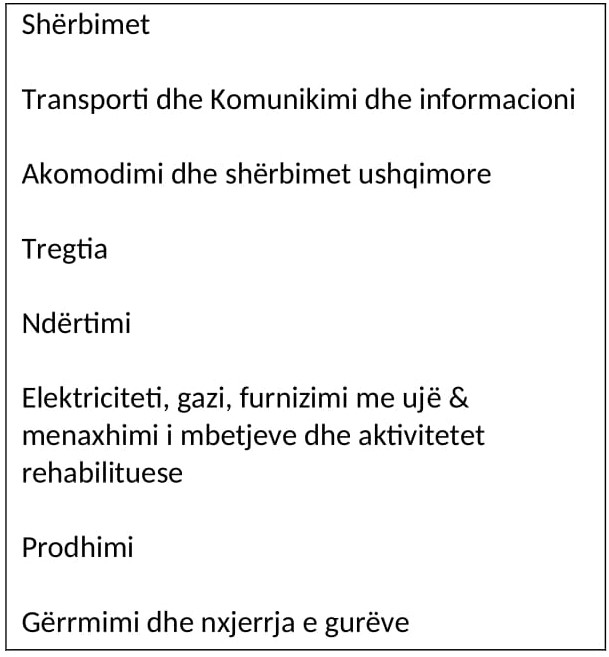 Shërbimet
Transporti dhe Komunikimi dhe informacioni
Akomodimi dhe shërbimet ushqimore
Tregtia
Ndërtimi
Elektriciteti, gazi, furnizimi me ujë &
menaxhimi i mbetjeve dhe aktivitetet
rehabilituese
Prodhimi
Gërrmimi dhe nxjerrja e gurëve